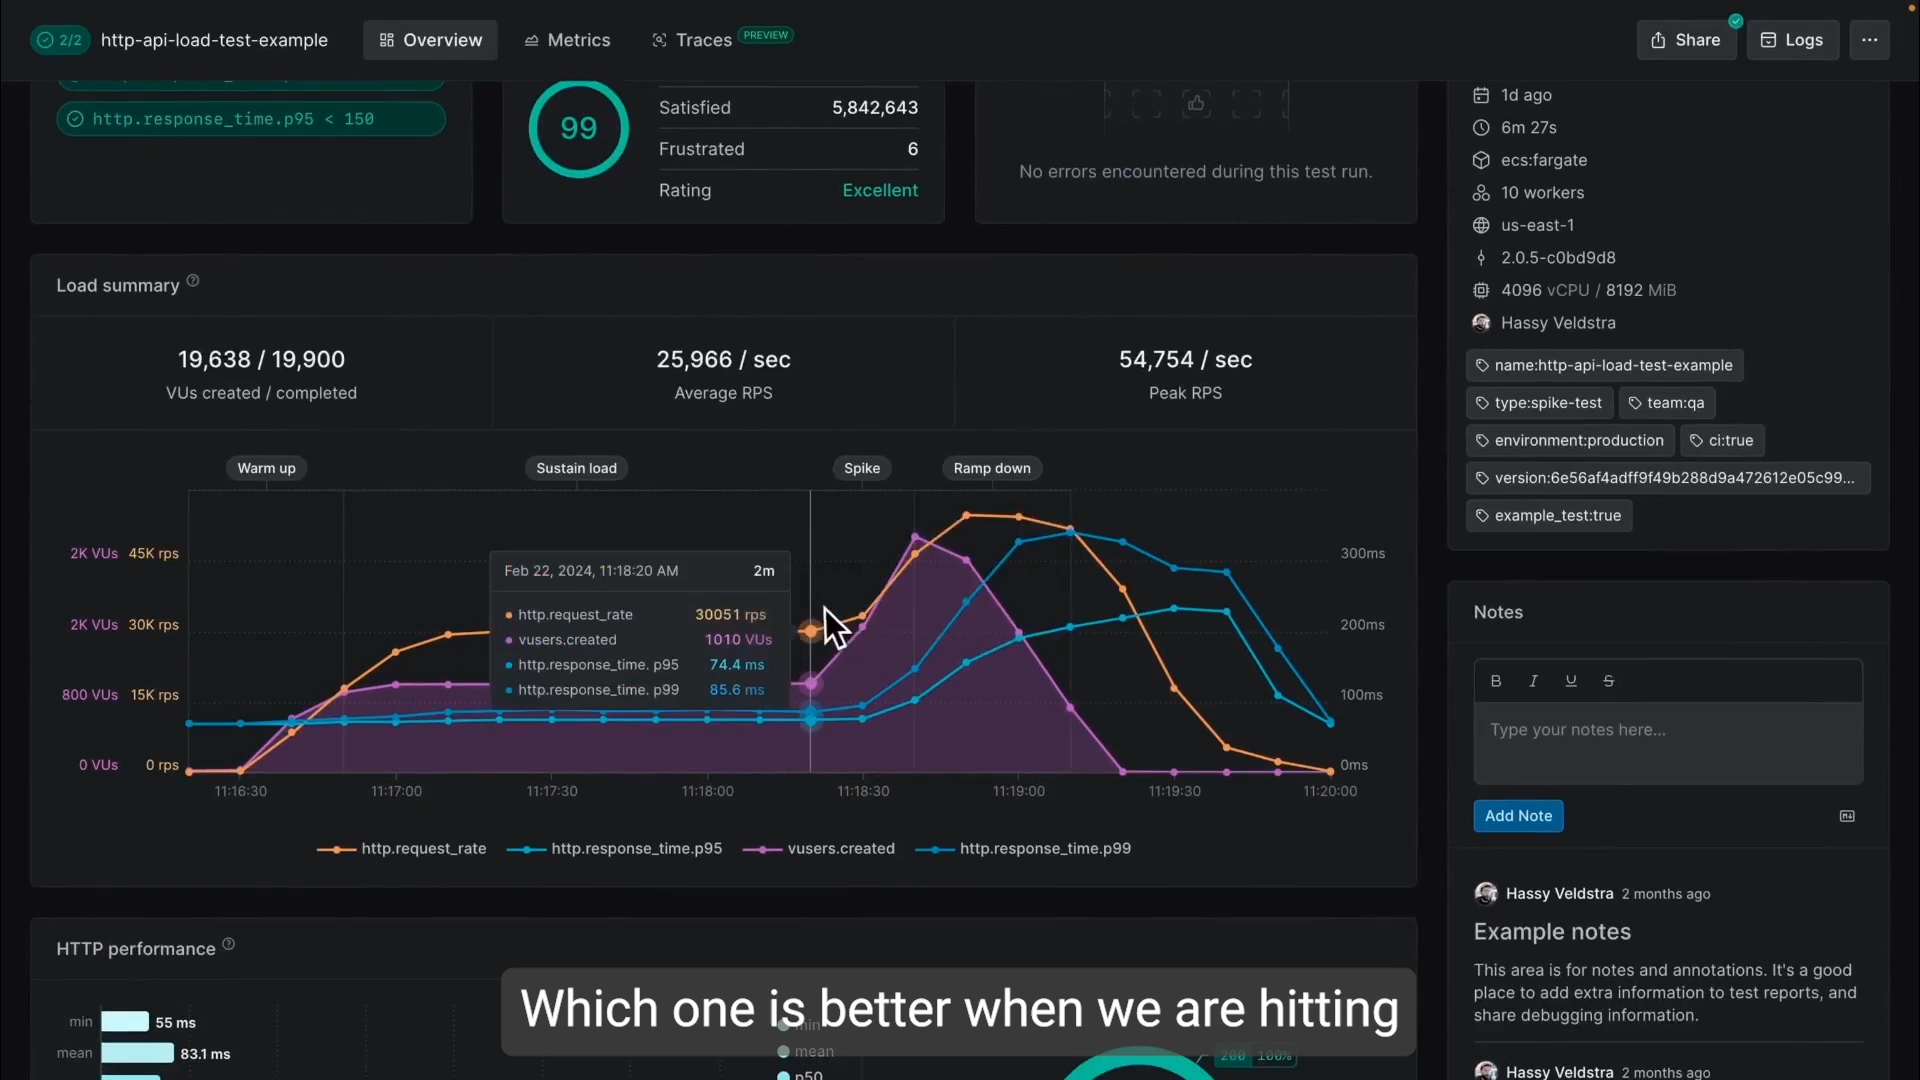 2/2 http-api-load-test-example Overview Metrics Traces PREVIEW Share Logs ...
http.response_time.p95 < 150
99
Satisfied 5,842,643
Frustrated 6
Rating Excellent
No errors encountered during this test run.
1d ago
6m 27s
ecs:fargate
10 workers
us-east-1
2.0.5-c0bd9d8
4096 vCPU / 8192 MiB
Hassy Veldstra
name:http-api-load-test-example
type:spike-test team:qa
environment:production ci:true
version:6e56af4adff9f49b288d9a472612e05c99...
example_test:true
Load summary
19,638 / 19,900
VUs created / completed
25,966 / sec
Average RPS
54,754 / sec
Peak RPS
Warm up Sustain load Spike Ramp down
2K VUs 45K rps 300ms
2K VUs 30K rps 200ms
800 VUs 15K rps 100ms
0 VUs 0 rps 0ms
Feb 22, 2024, 11:18:20 AM 2m
http.request_rate 30051 rps
vusers.created 1010 VUs
http.response_time. p95 74.4 ms
http.response_time. p99 85.6 ms
11:16:30 11:17:00 11:17:30 11:18:00 11:18:30 11:19:00 11:19:30 11:20:00
http.request_rate http.response_time.p95 vusers.created http.response_time.p99
Notes
B I U S
Type your notes here...
Add Note
Hassy Veldstra 2 months ago
Example notes
This area is for notes and annotations. It's a good
place to add extra information to test reports, and
share debugging information.
Hassy Veldstra 2 months ago
HTTP performance
min 55 ms
mean 83.1 ms
min
mean
p50
200 100%
Which one is better when we are hitting